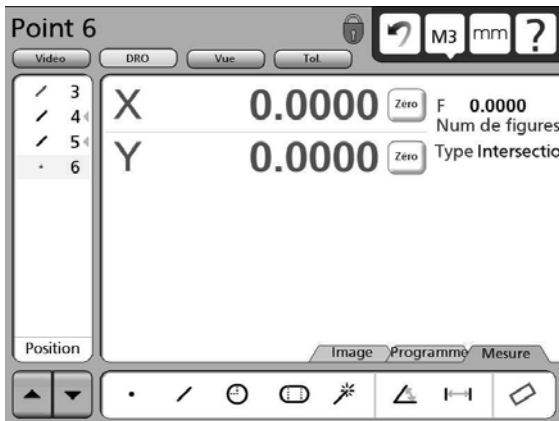 Point 6
M3 mm ?
Video DRO Vue Tol.
3
4
5
6
X 0.0000 Zéro
F 0.0000
Num de figures
Y 0.0000 Zéro
Type Intersectio
Position
Image Programme Mesure